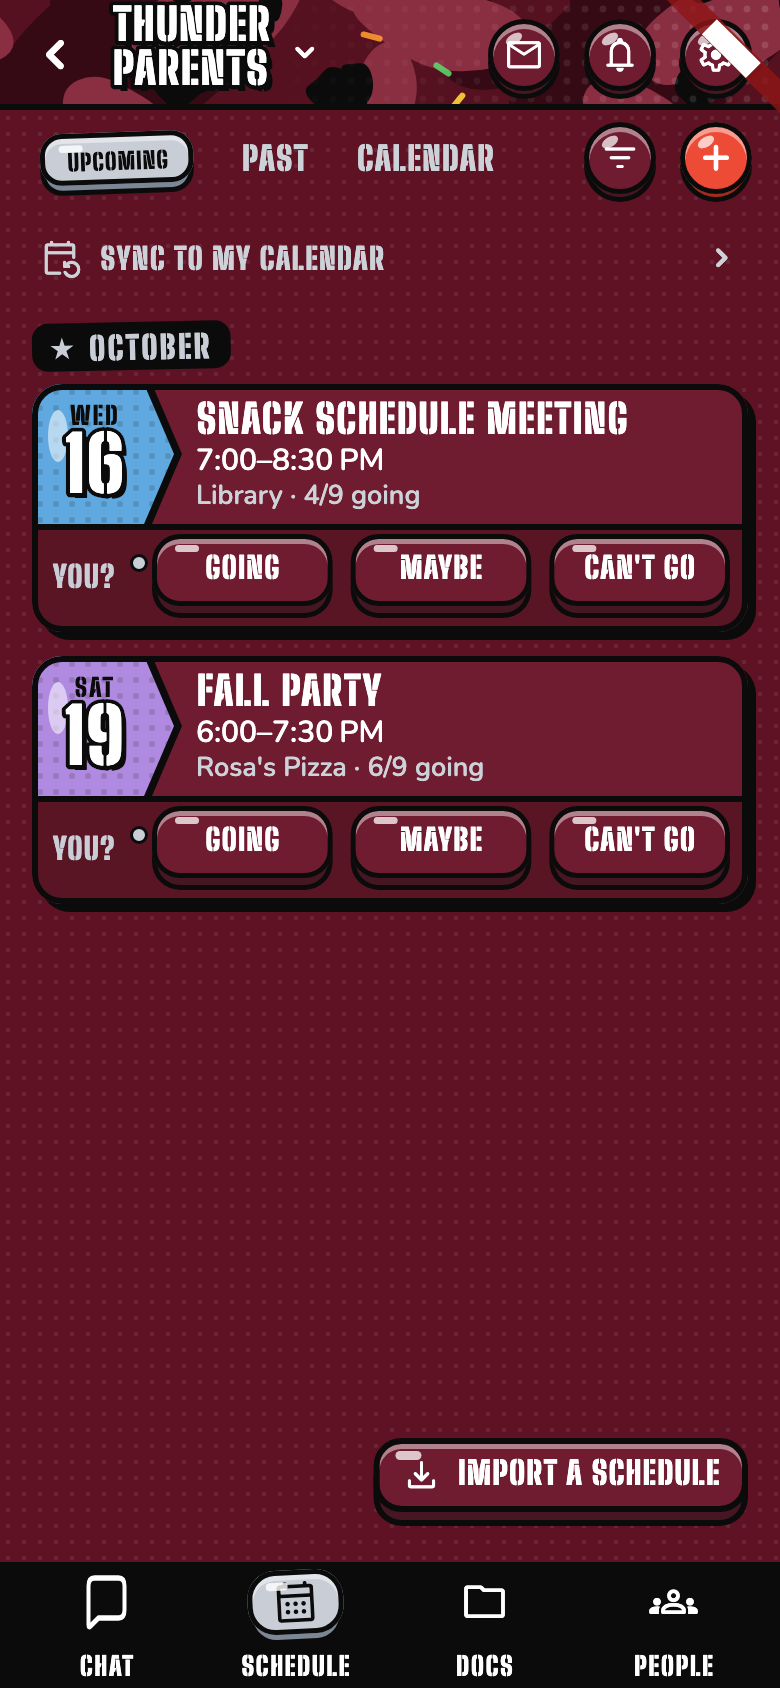 THUNDER
PARENTS
UPCOMING
PAST
CALENDAR
SYNC TO MY CALENDAR
★ OCTOBER
WED
16
SNACK SCHEDULE MEETING
7:00–8:30 PM
Library · 4/9 going
YOU?
GOING
MAYBE
CAN'T GO
SAT
19
FALL PARTY
6:00–7:30 PM
Rosa's Pizza · 6/9 going
YOU?
GOING
MAYBE
CAN'T GO
IMPORT A SCHEDULE
CHAT
SCHEDULE
DOCS
PEOPLE